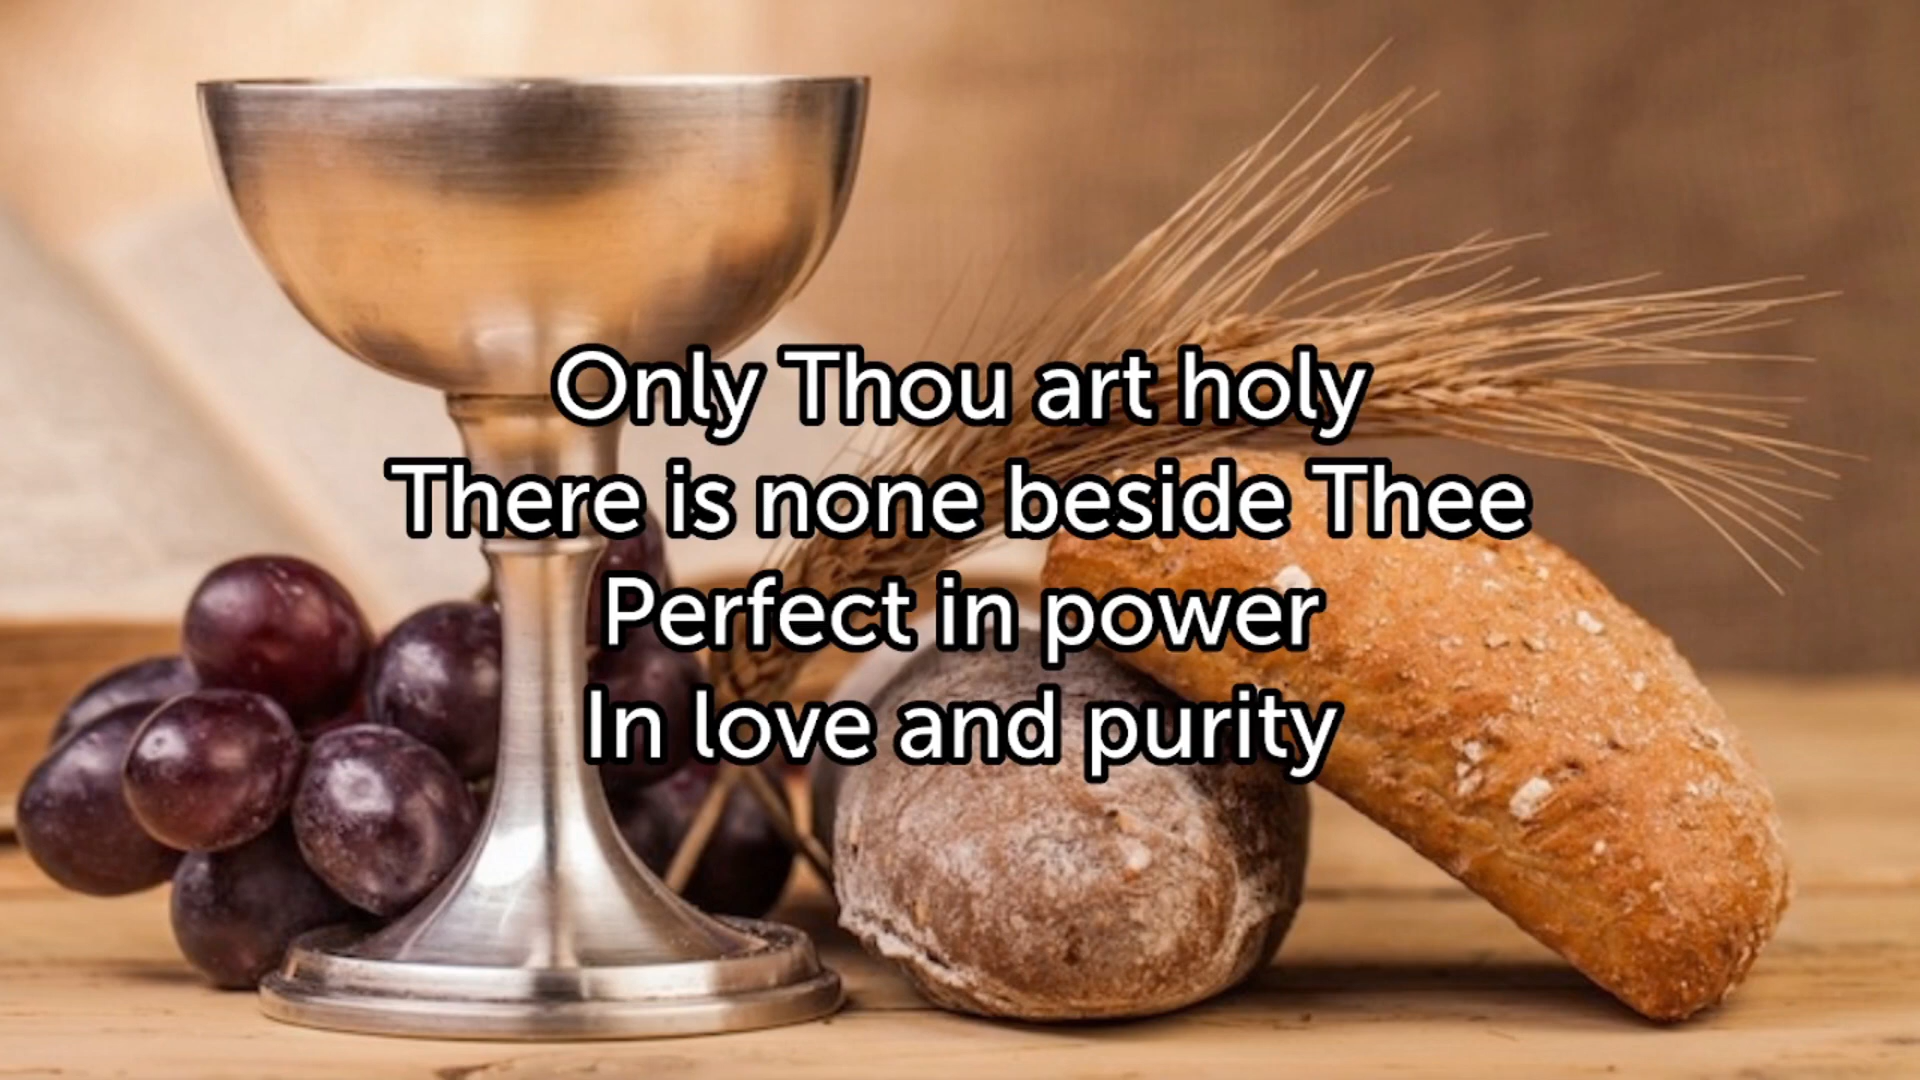 Only Thou art holy
There is none beside Thee
Perfect in power
In love and purity